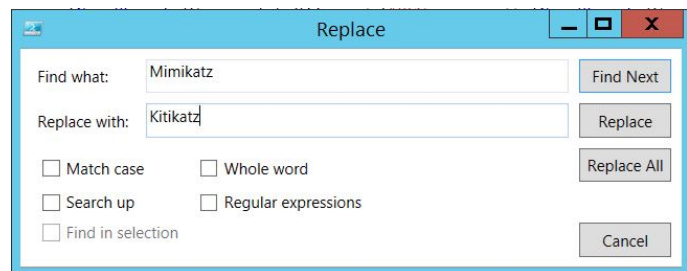 Replace
Find what: Mimikatz Find Next
Replace with: Kitikatz Replace
Match case Whole word Replace All
Search up Regular expressions
Find in selection Cancel